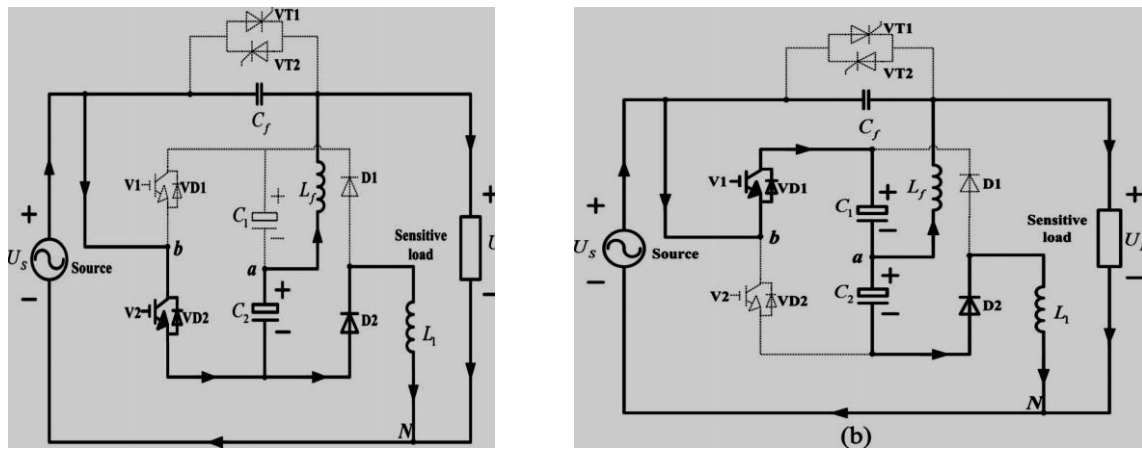 VT1
VT2
C_f
V1
VD1
D1
L_f
C_1
+
-
Sensitive load
+
U
-
+
U_S
-
Source
b
a
+
-
V2
VD2
C_2
D2
L_1
N
VT1
VT2
C_f
V1
VD1
D1
L_f
C_1
+
-
Sensitive load
+
U
-
+
U_S
-
Source
b
a
+
-
V2
VD2
C_2
D2
L_1
N
(b)